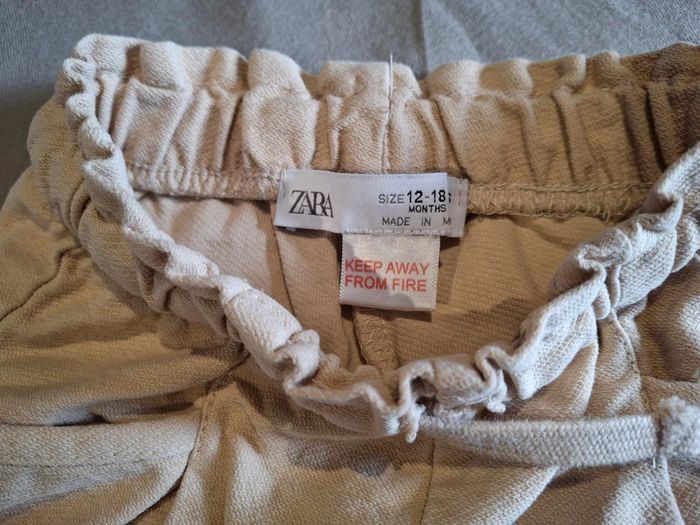 ZARA
SIZE 12-18
MONTHS
MADE IN
KEEP AWAY
FROM FIRE